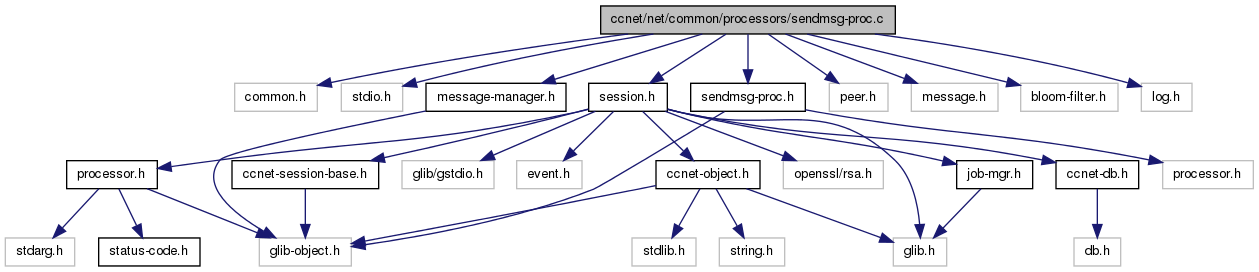 ccnet/net/common/processors/sendmsg-proc.c
common.h
stdio.h
message-manager.h
session.h
sendmsg-proc.h
peer.h
message.h
bloom-filter.h
log.h
processor.h
ccnet-session-base.h
glib/gstdio.h
event.h
ccnet-object.h
openssl/rsa.h
job-mgr.h
ccnet-db.h
processor.h
stdarg.h
status-code.h
glib-object.h
stdlib.h
string.h
glib.h
db.h